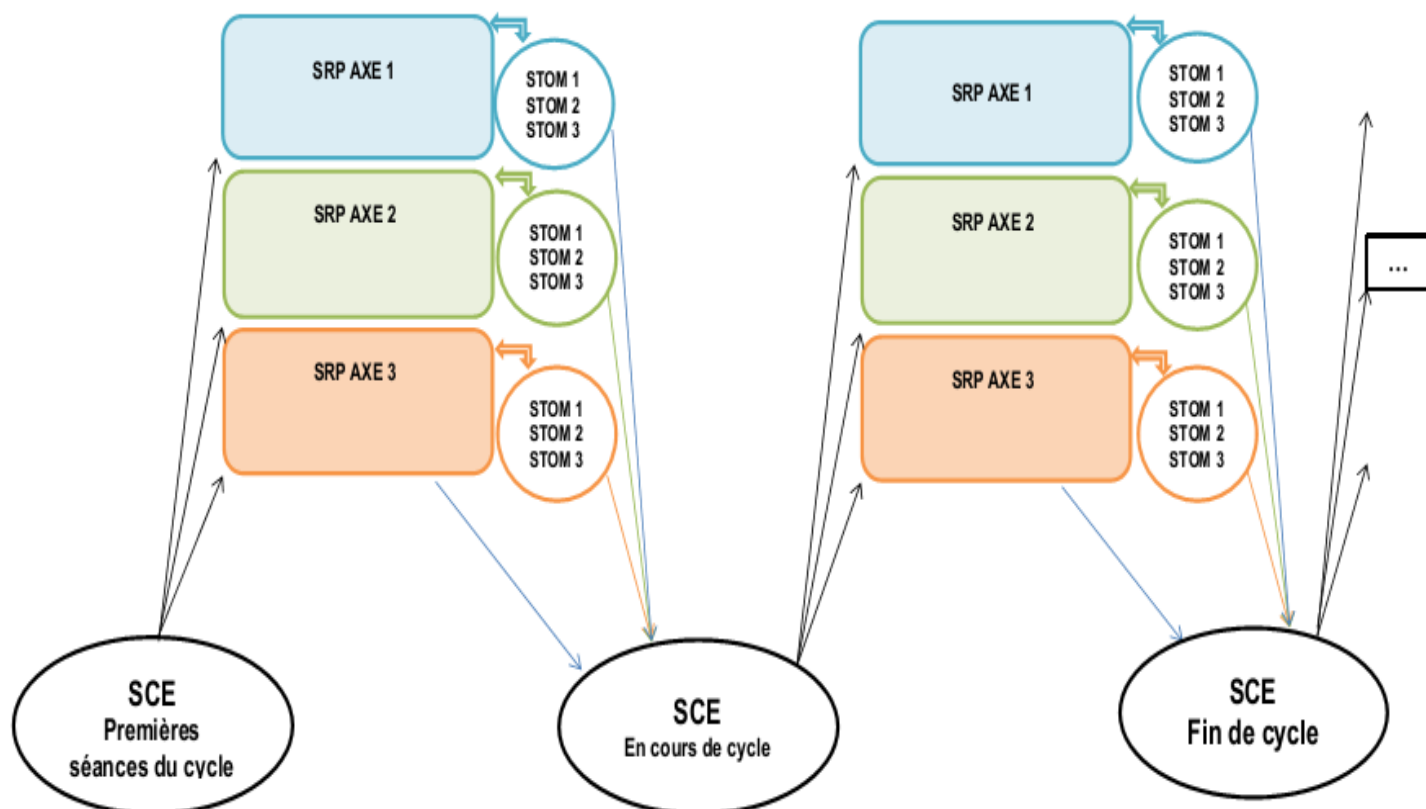 SRP AXE 1
STOM 1
STOM 2
STOM 3
SRP AXE 2
STOM 1
STOM 2
STOM 3
SRP AXE 3
STOM 1
STOM 2
STOM 3
SCE
Premières
séances du cycle
SRP AXE 1
STOM 1
STOM 2
STOM 3
SRP AXE 2
STOM 1
STOM 2
STOM 3
SRP AXE 3
STOM 1
STOM 2
STOM 3
SCE
En cours de cycle
...
SCE
Fin de cycle